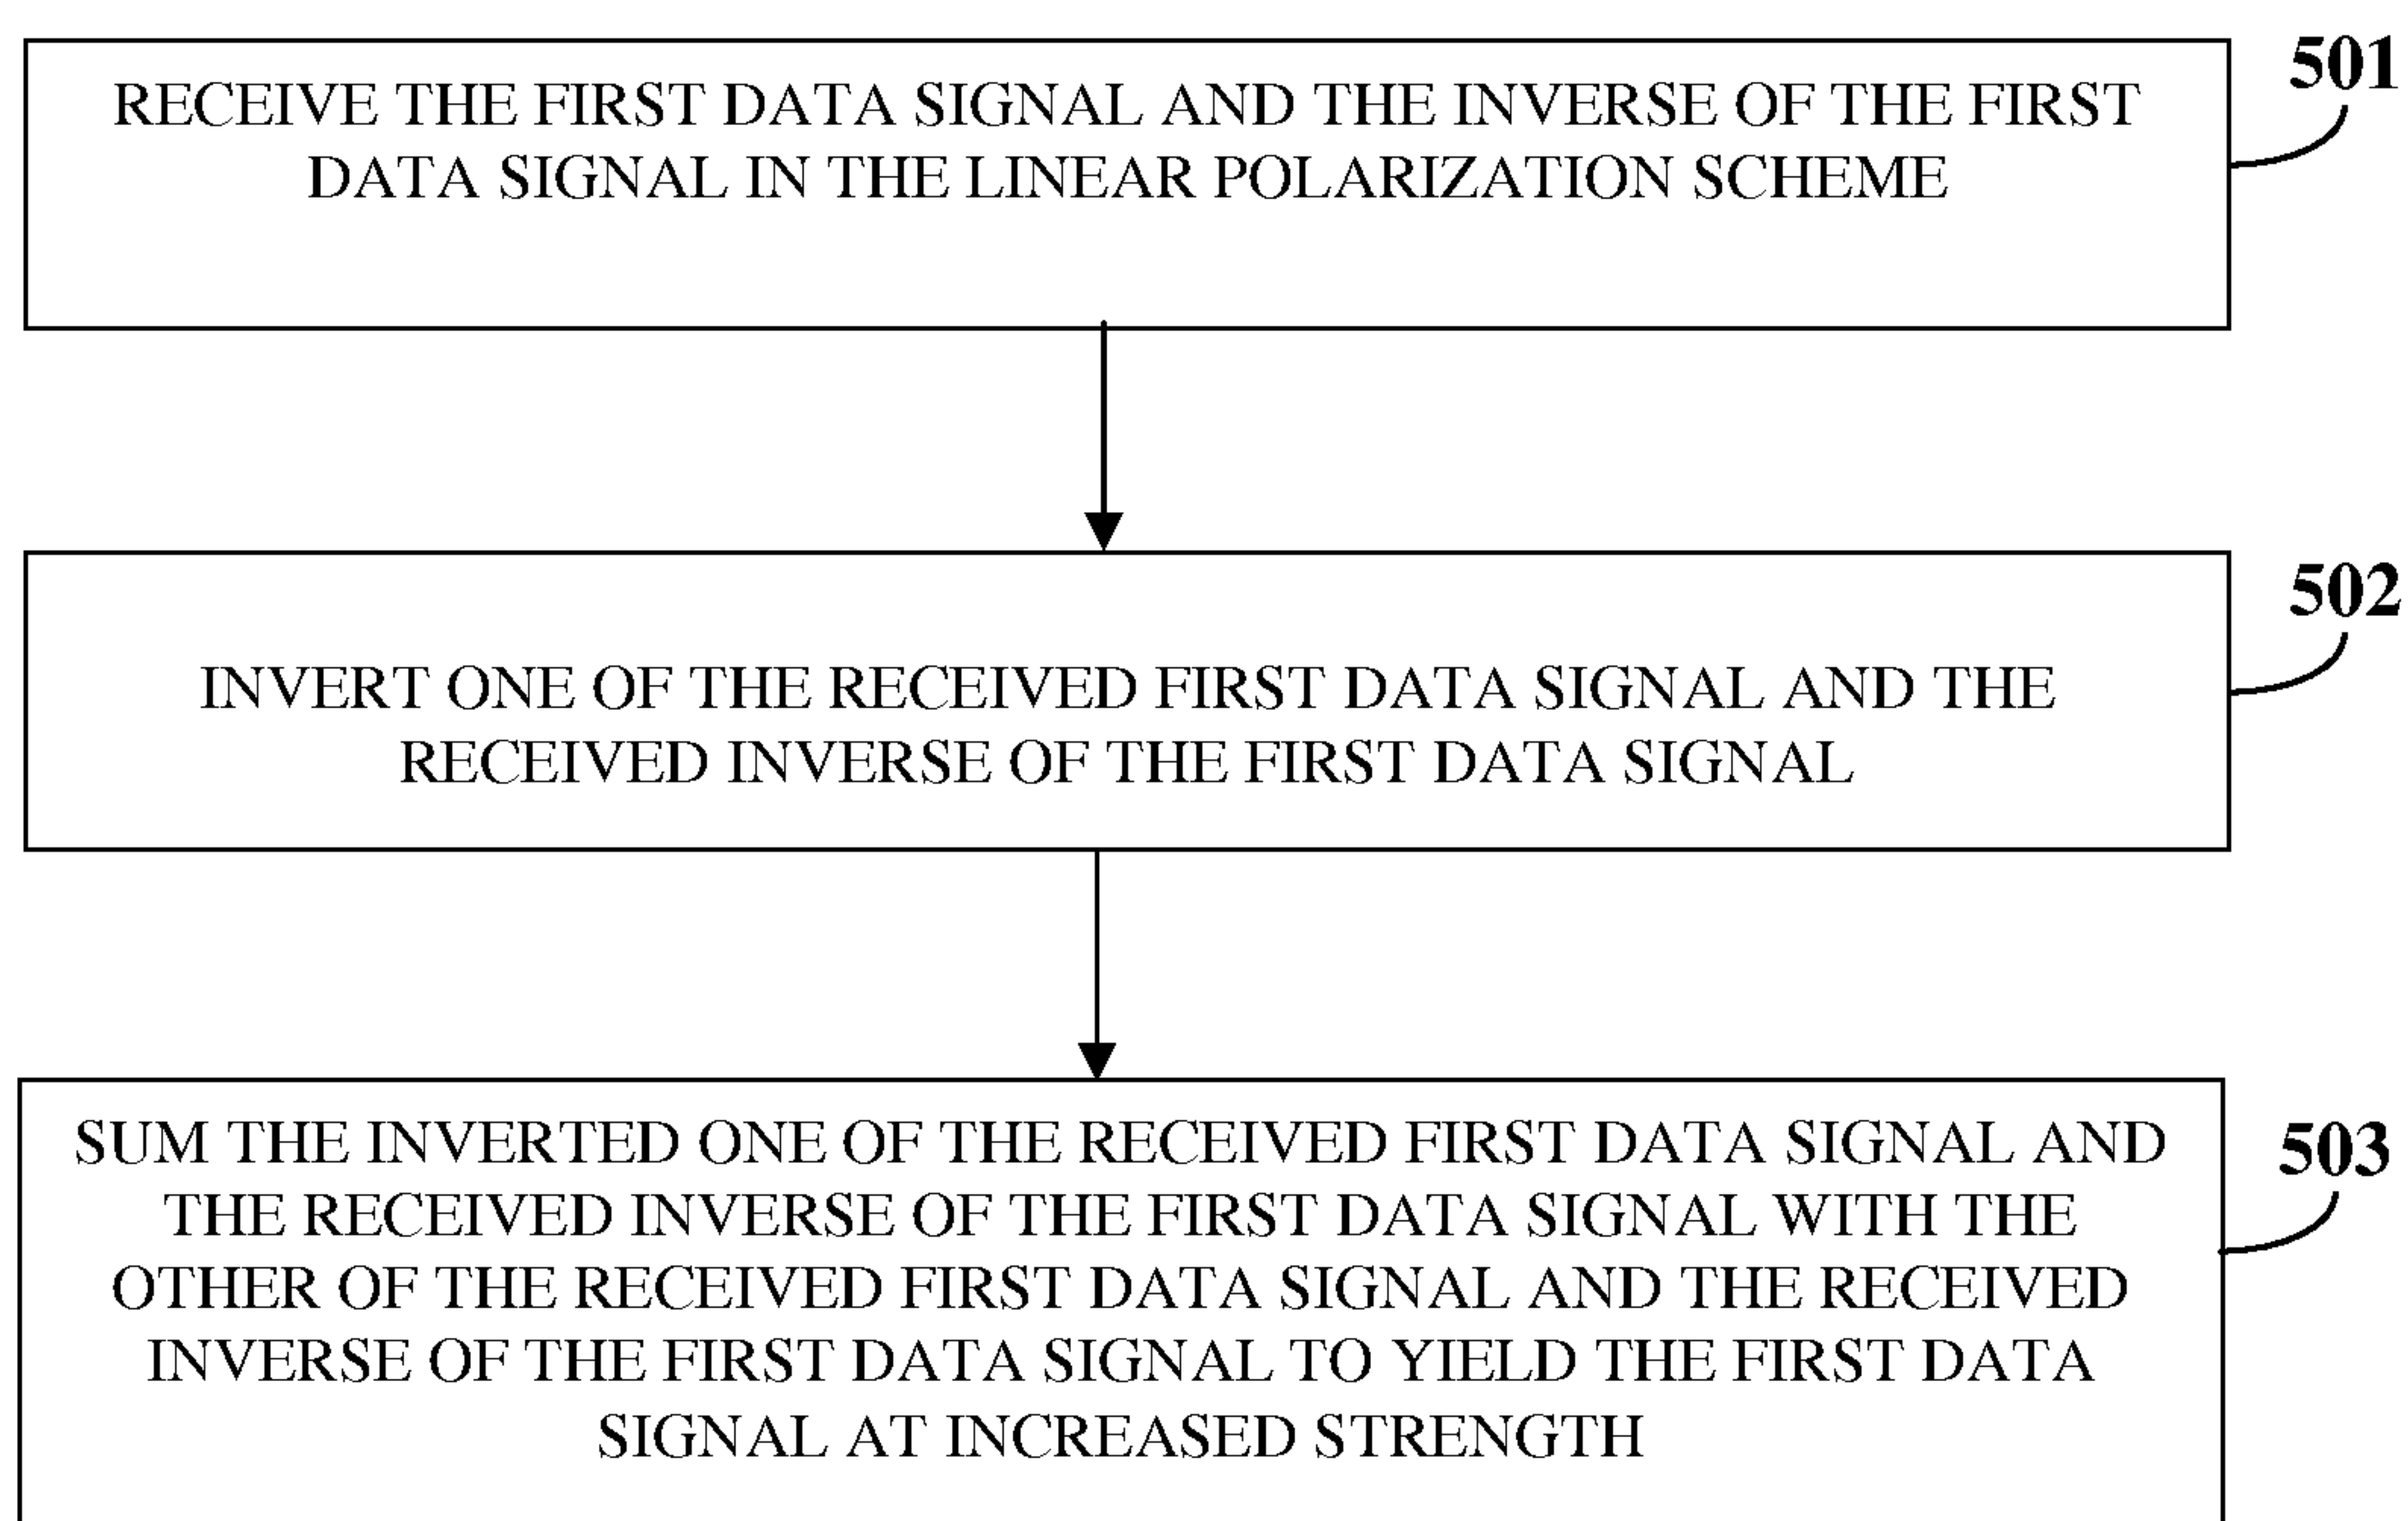 RECEIVE THE FIRST DATA SIGNAL AND THE INVERSE OF THE FIRST
DATA SIGNAL IN THE LINEAR POLARIZATION SCHEME
501
INVERT ONE OF THE RECEIVED FIRST DATA SIGNAL AND THE
RECEIVED INVERSE OF THE FIRST DATA SIGNAL
502
SUM THE INVERTED ONE OF THE RECEIVED FIRST DATA SIGNAL AND
THE RECEIVED INVERSE OF THE FIRST DATA SIGNAL WITH THE
OTHER OF THE RECEIVED FIRST DATA SIGNAL AND THE RECEIVED
INVERSE OF THE FIRST DATA SIGNAL TO YIELD THE FIRST DATA
SIGNAL AT INCREASED STRENGTH
503